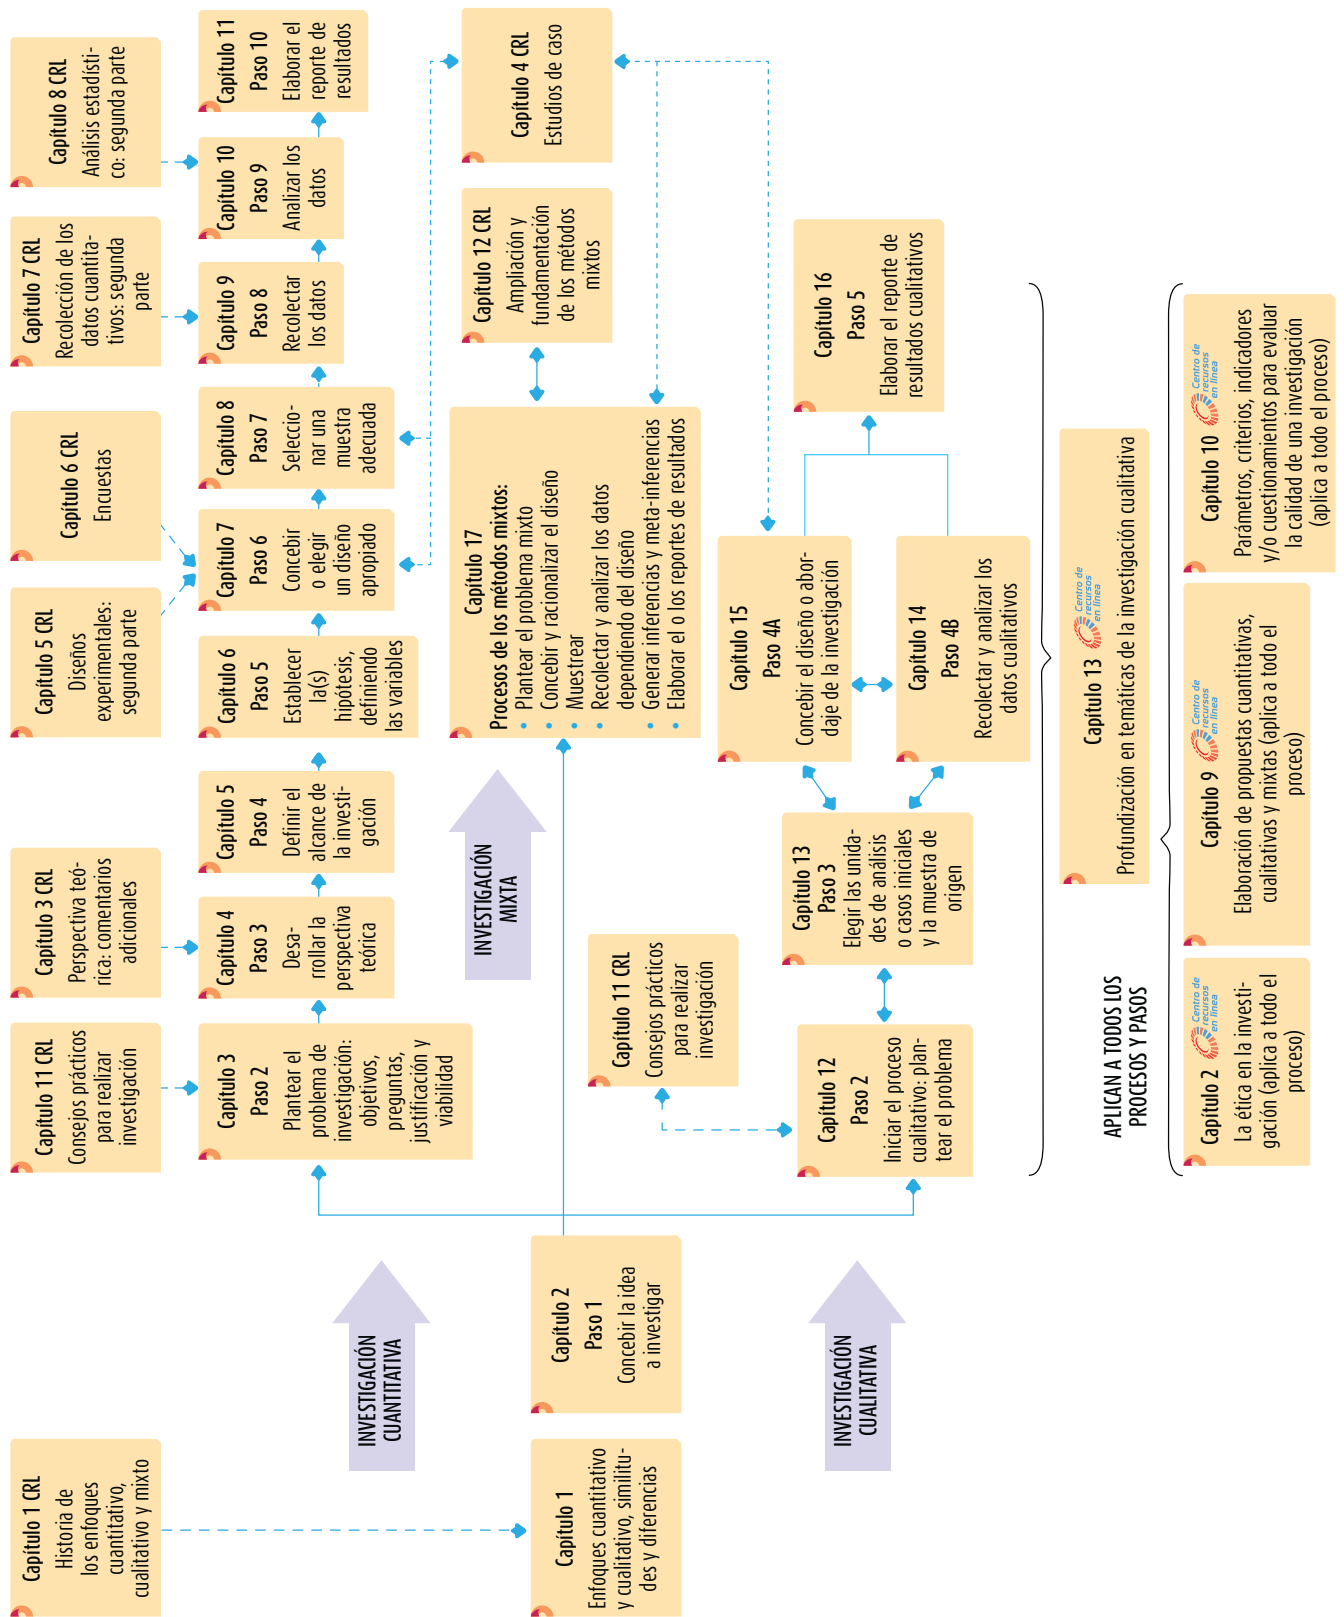 Capítulo 1 CRL
Historia de
los enfoques
cuantitativo,
cualitativo y mixto
Capítulo 11 CRL
Consejos prácticos
para realizar
investigación
Capítulo 3 CRL
Perspectiva teó-
rica: comentarios
adicionales
Capítulo 5 CRL
Diseños
experimentales:
segunda parte
Capítulo 6 CRL
Encuestas
Capítulo 7 CRL
Recolección de los
datos cuantita-
tivos: segunda
parte
Capítulo 8 CRL
Análisis estadísti-
co: segunda parte
INVESTIGACIÓN
CUANTITATIVA
Capítulo 3
Paso 2
Plantear el
problema de
investigación:
objetivos,
preguntas,
justificación y
viabilidad
Capítulo 4
Paso 3
Desa-
rrollar la
perspectiva
teórica
Capítulo 5
Paso 4
Definir el
alcance de
la investi-
gación
Capítulo 6
Paso 5
Establecer
la(s)
hipótesis,
definiendo
las variables
Capítulo 7
Paso 6
Concebir
o elegir
un diseño
apropiado
Capítulo 8
Paso 7
Seleccio-
nar una
muestra
adecuada
Capítulo 9
Paso 8
Recolectar
los datos
Capítulo 10
Paso 9
Analizar los
datos
Capítulo 11
Paso 10
Elaborar el
reporte de
resultados
Capítulo 1
Enfoques cuantitativo
y cualitativo, similitu-
des y diferencias
Capítulo 2
Paso 1
Concebir la idea
a investigar
INVESTIGACIÓN
MIXTA
Capítulo 17
Procesos de los métodos mixtos:
• Plantear el problema mixto
• Concebir y racionalizar el diseño
• Muestrear
• Recolectar y analizar los datos
dependiendo del diseño
• Generar inferencias y meta-inferencias
• Elaborar el o los reportes de resultados
Capítulo 12 CRL
Ampliación y
fundamentación
de los métodos
mixtos
Capítulo 4 CRL
Estudios de caso
INVESTIGACIÓN
CUALITATIVA
Capítulo 11 CRL
Consejos prácticos
para realizar
investigación
Capítulo 12
Paso 2
Iniciar el proceso
cualitativo: plan-
tear el problema
Capítulo 13
Paso 3
Elegir las unida-
des de análisis
o casos iniciales
y la muestra de
origen
Capítulo 15
Paso 4A
Concebir el diseño o abor-
daje de la investigación
Capítulo 14
Paso 4B
Recolectar y analizar los
datos cualitativos
Capítulo 16
Paso 5
Elaborar el reporte de
resultados cualitativos
Capítulo 13
Centro de
recursos
en línea
Profundización en temáticas de la investigación cualitativa
APLICAN A TODOS LOS
PROCESOS Y PASOS
Capítulo 2
Centro de
recursos
en línea
La ética en la investi-
gación (aplica a todo el
proceso)
Capítulo 9
Centro de
recursos
en línea
Elaboración de propuestas cuantitativas,
cualitativas y mixtas (aplica a todo el
proceso)
Capítulo 10
Centro de
recursos
en línea
Parámetros, criterios, indicadores
y/o cuestionamientos para evaluar
la calidad de una investigación
(aplica a todo el proceso)